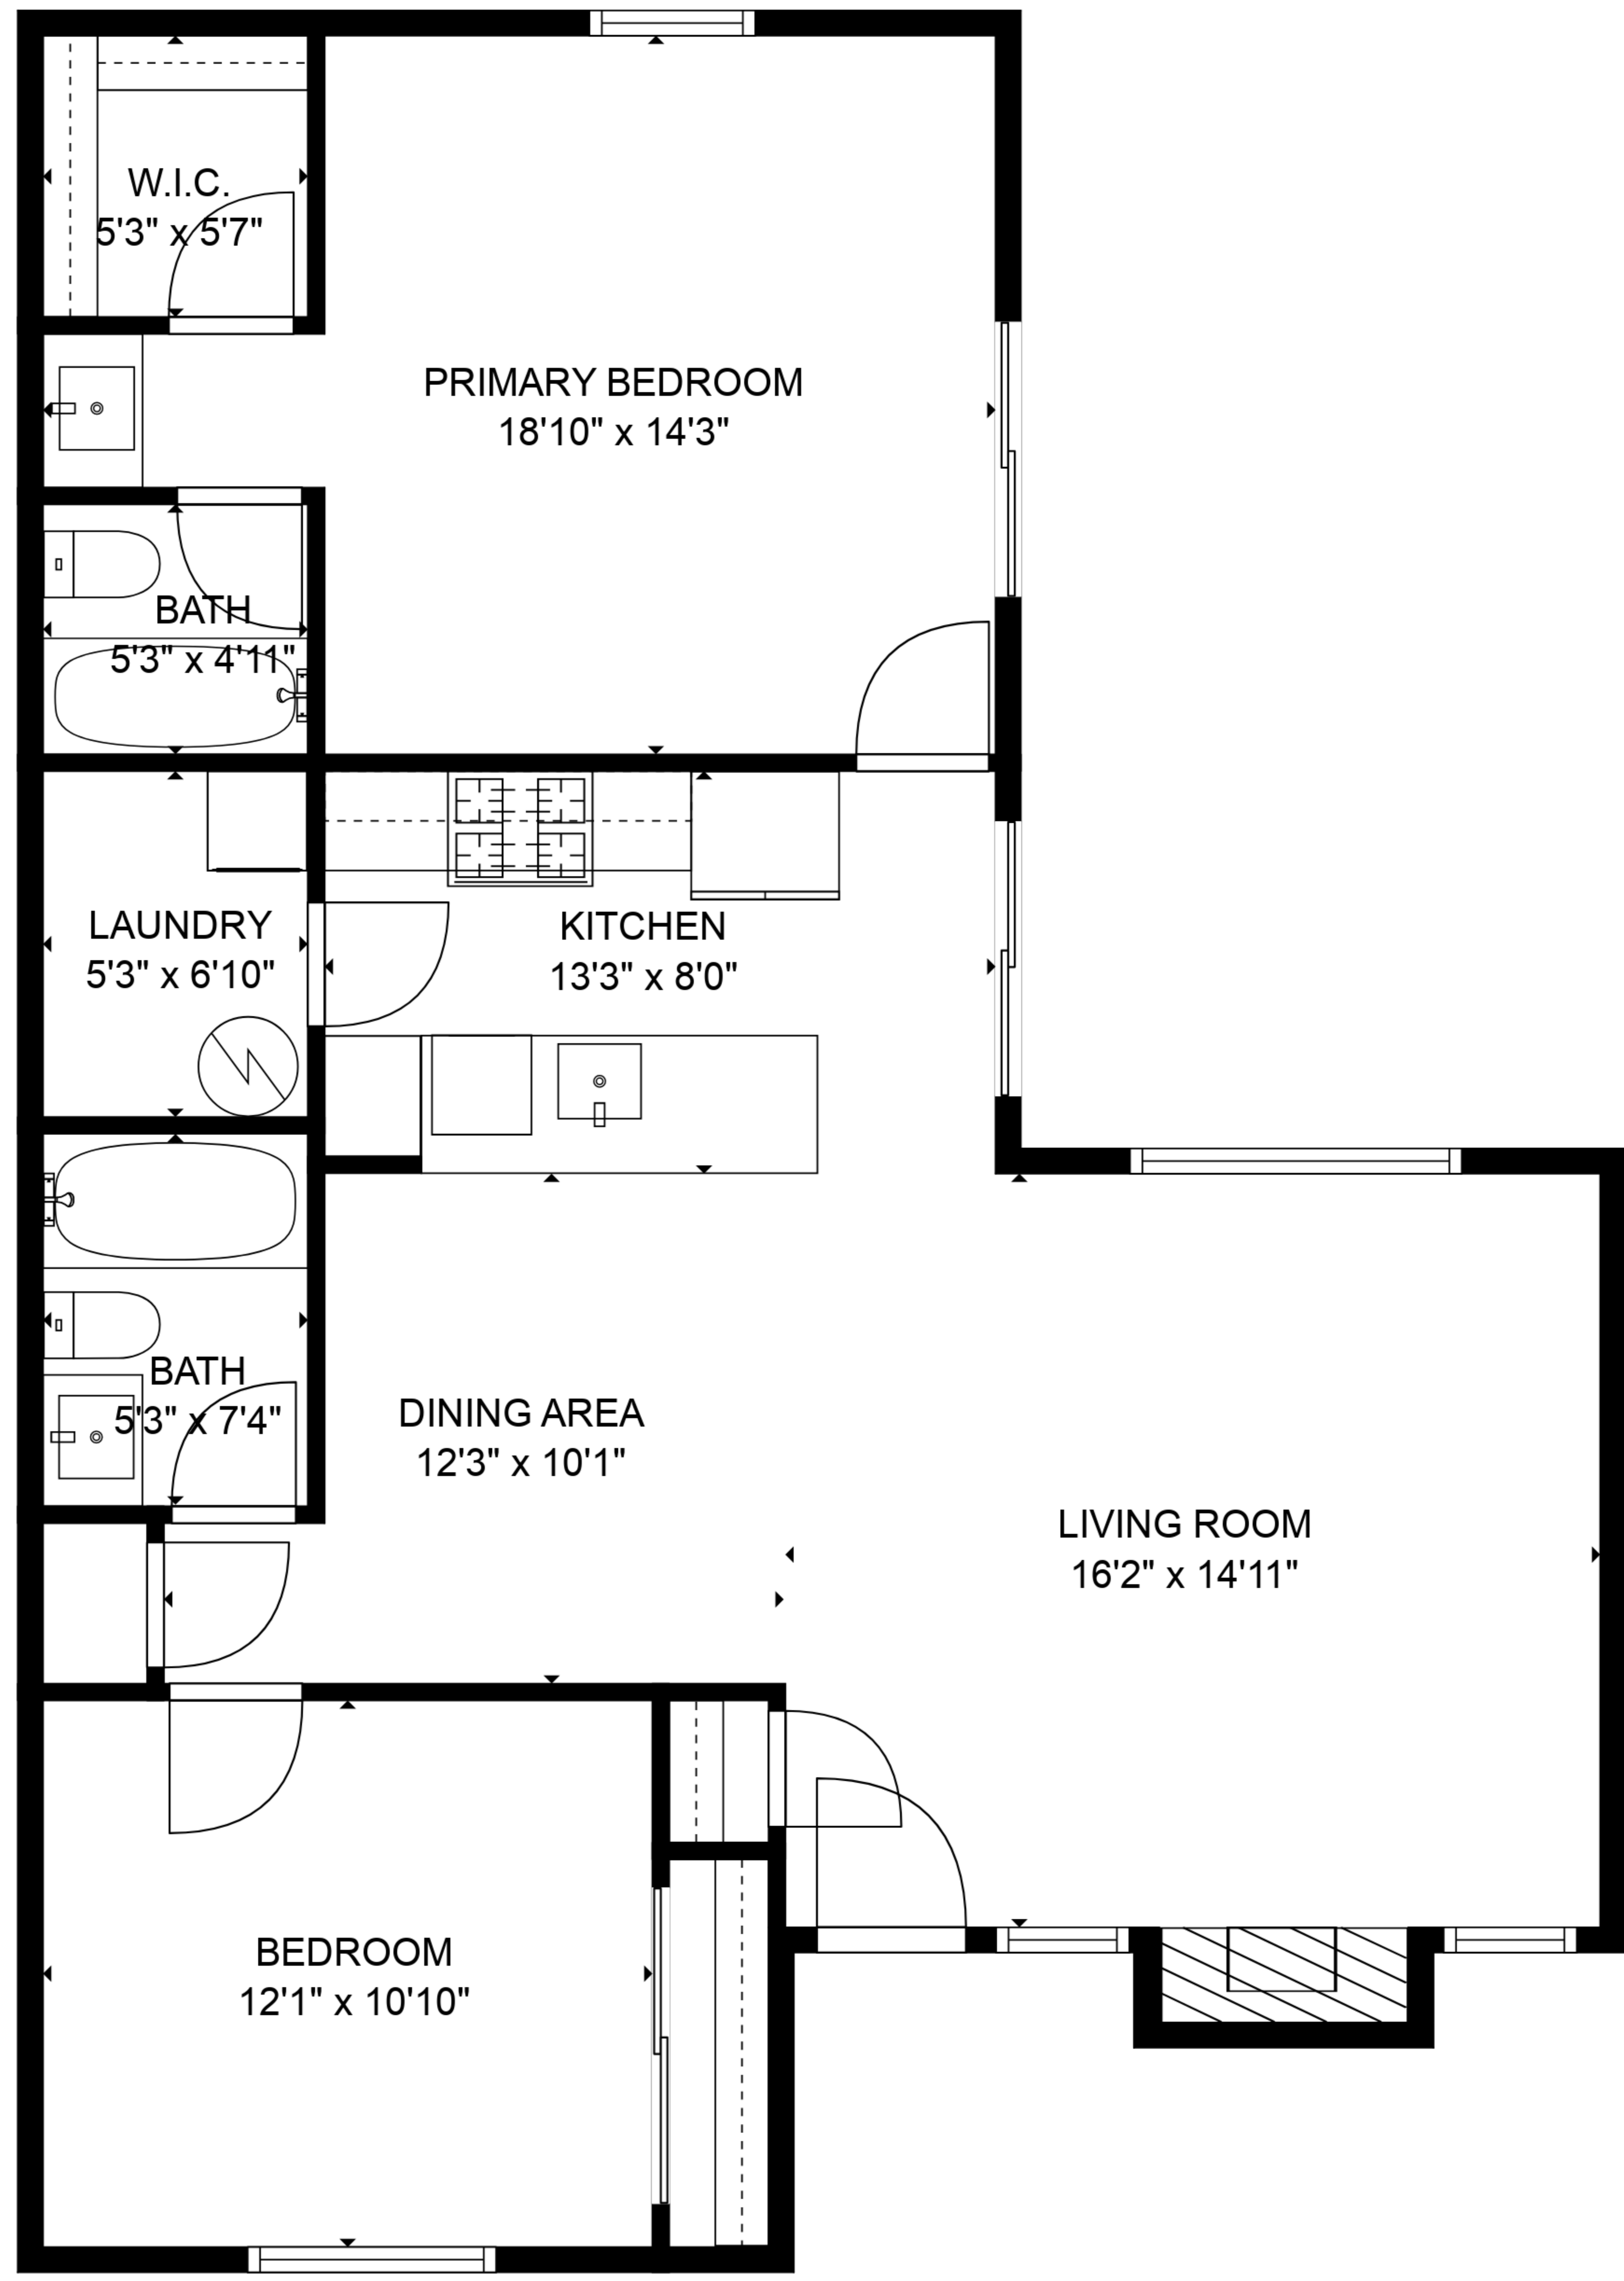 W.I.C.
5'3" x 5'7"
PRIMARY BEDROOM
18'10" x 14'3"
BATH
5'3" x 4'11"
LAUNDRY
5'3" x 6'10"
KITCHEN
13'3" x 8'0"
BATH
5'3" x 7'4"
DINING AREA
12'3" x 10'1"
LIVING ROOM
16'2" x 14'11"
BEDROOM
12'1" x 10'10"